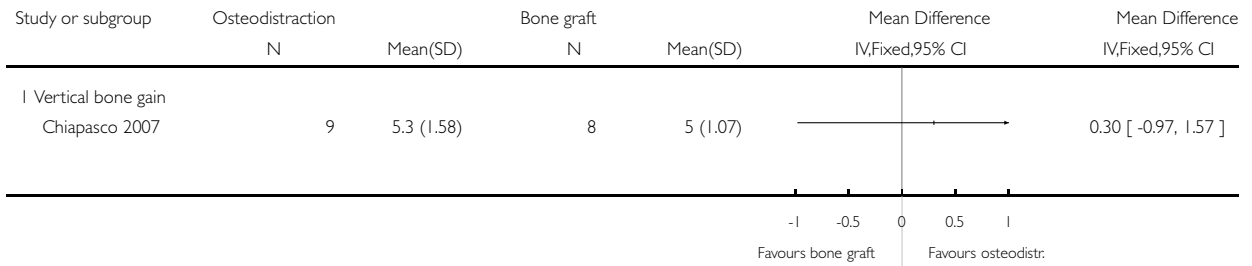 Study or subgroup Osteodistraction Bone graft Mean Difference Mean Difference
N Mean(SD) N Mean(SD) IV,Fixed,95% CI IV,Fixed,95% CI
1 Vertical bone gain
Chiapasco 2007 9 5.3 (1.58) 8 5 (1.07) 0.30 [ -0.97, 1.57 ]
-1 -0.5 0 0.5 1
Favours bone graft Favours osteodistr.